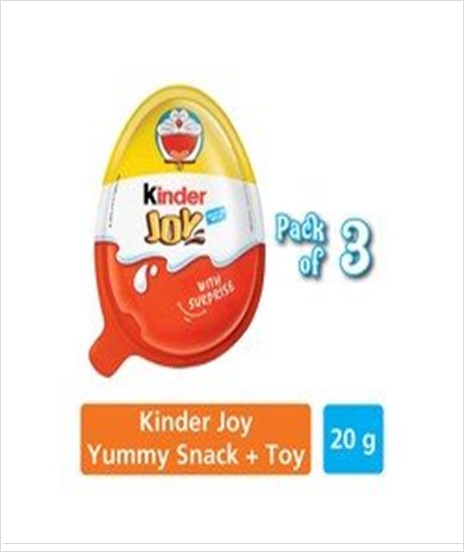 Kinder
JOY
WITH
SURPRISE
Pack
of 3
Kinder Joy
Yummy Snack + Toy
20 g